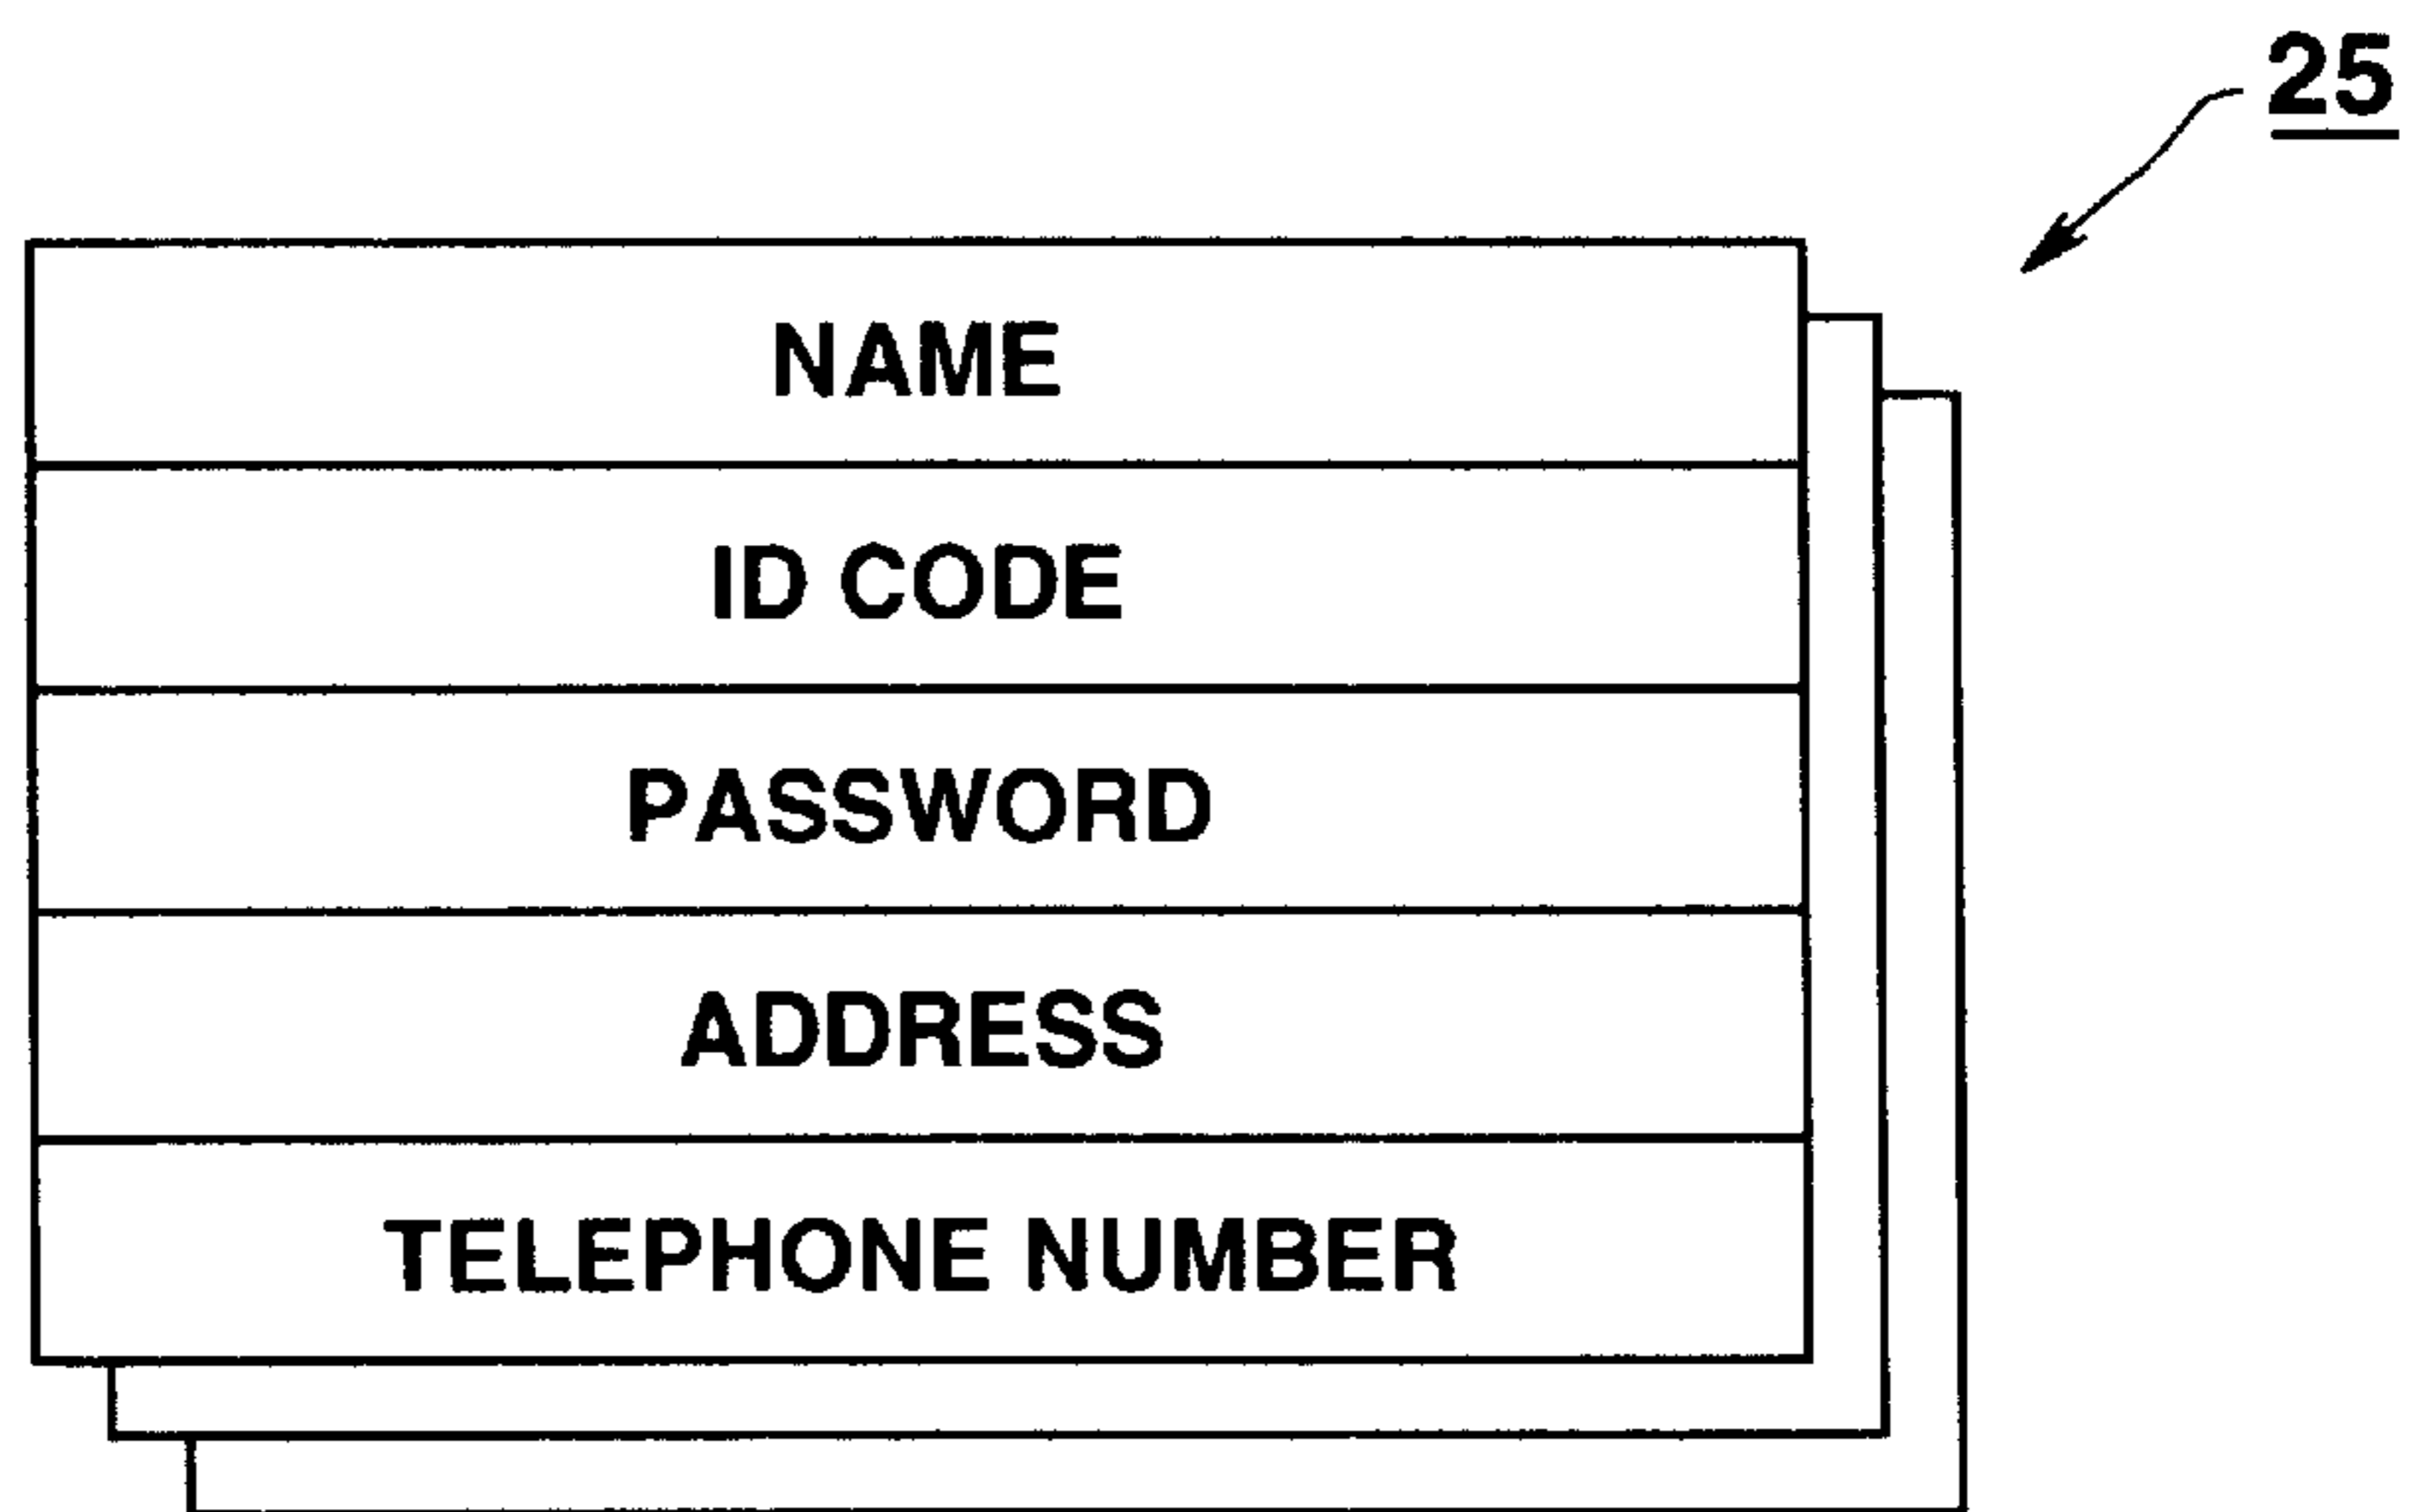 25
NAME
ID CODE
PASSWORD
ADDRESS
TELEPHONE NUMBER